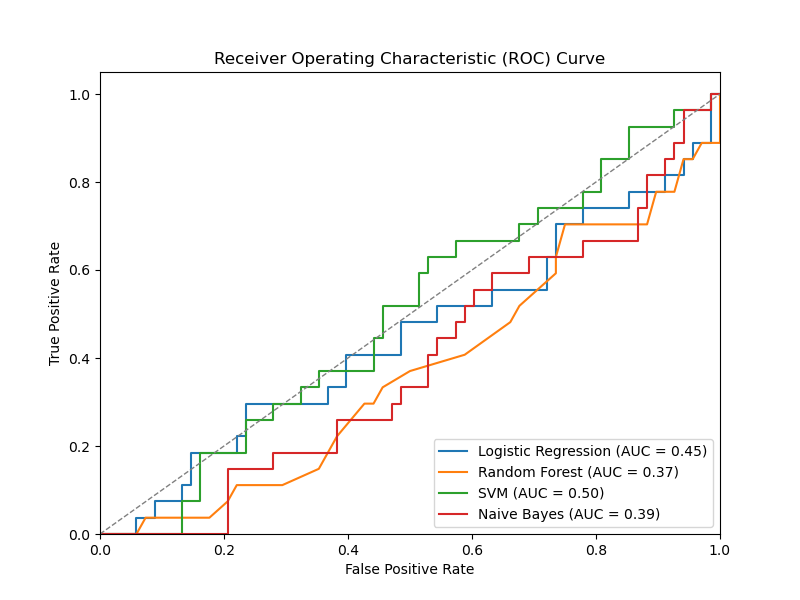 Receiver Operating Characteristic (ROC) Curve
True Positive Rate
1.0
0.8
0.6
0.4
0.2
0.0
Logistic Regression (AUC = 0.45)
Random Forest (AUC = 0.37)
SVM (AUC = 0.50)
Naive Bayes (AUC = 0.39)
0.0 0.2 0.4 0.6 0.8 1.0
False Positive Rate